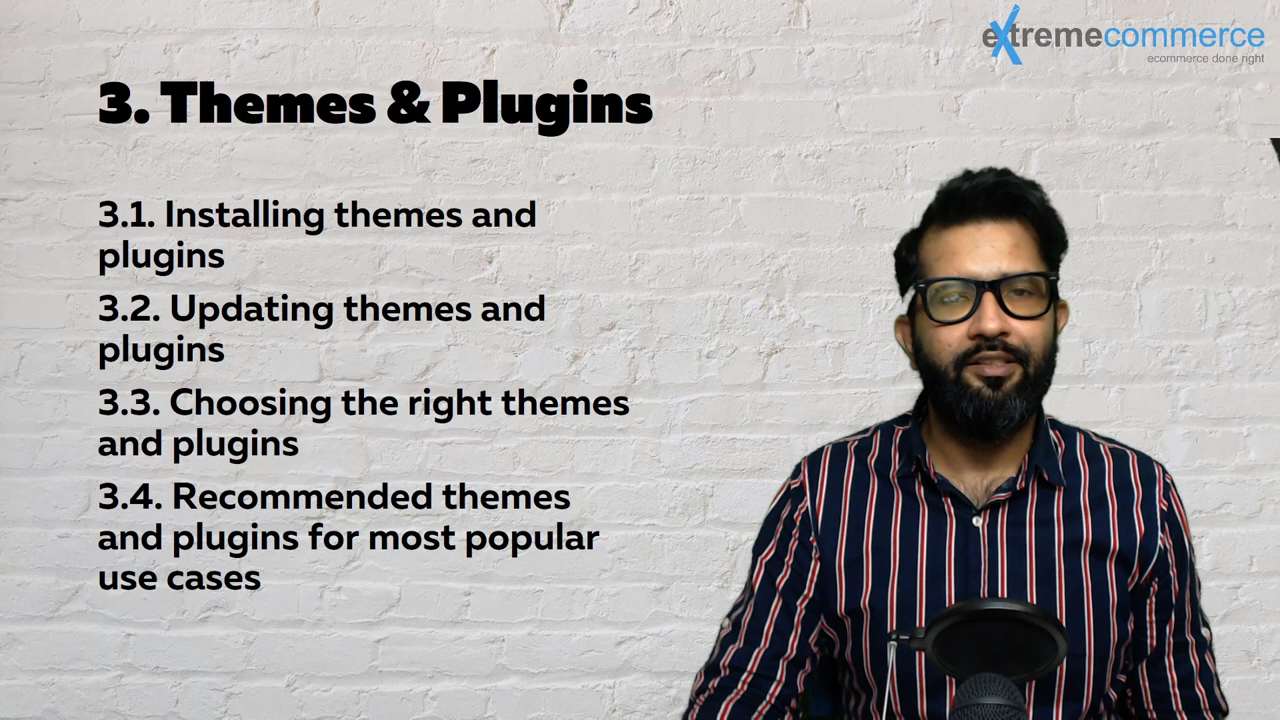 extremecommerce
ecommerce done right
3. Themes & Plugins
3.1. Installing themes and
plugins
3.2. Updating themes and
plugins
3.3. Choosing the right themes
and plugins
3.4. Recommended themes
and plugins for most popular
use cases